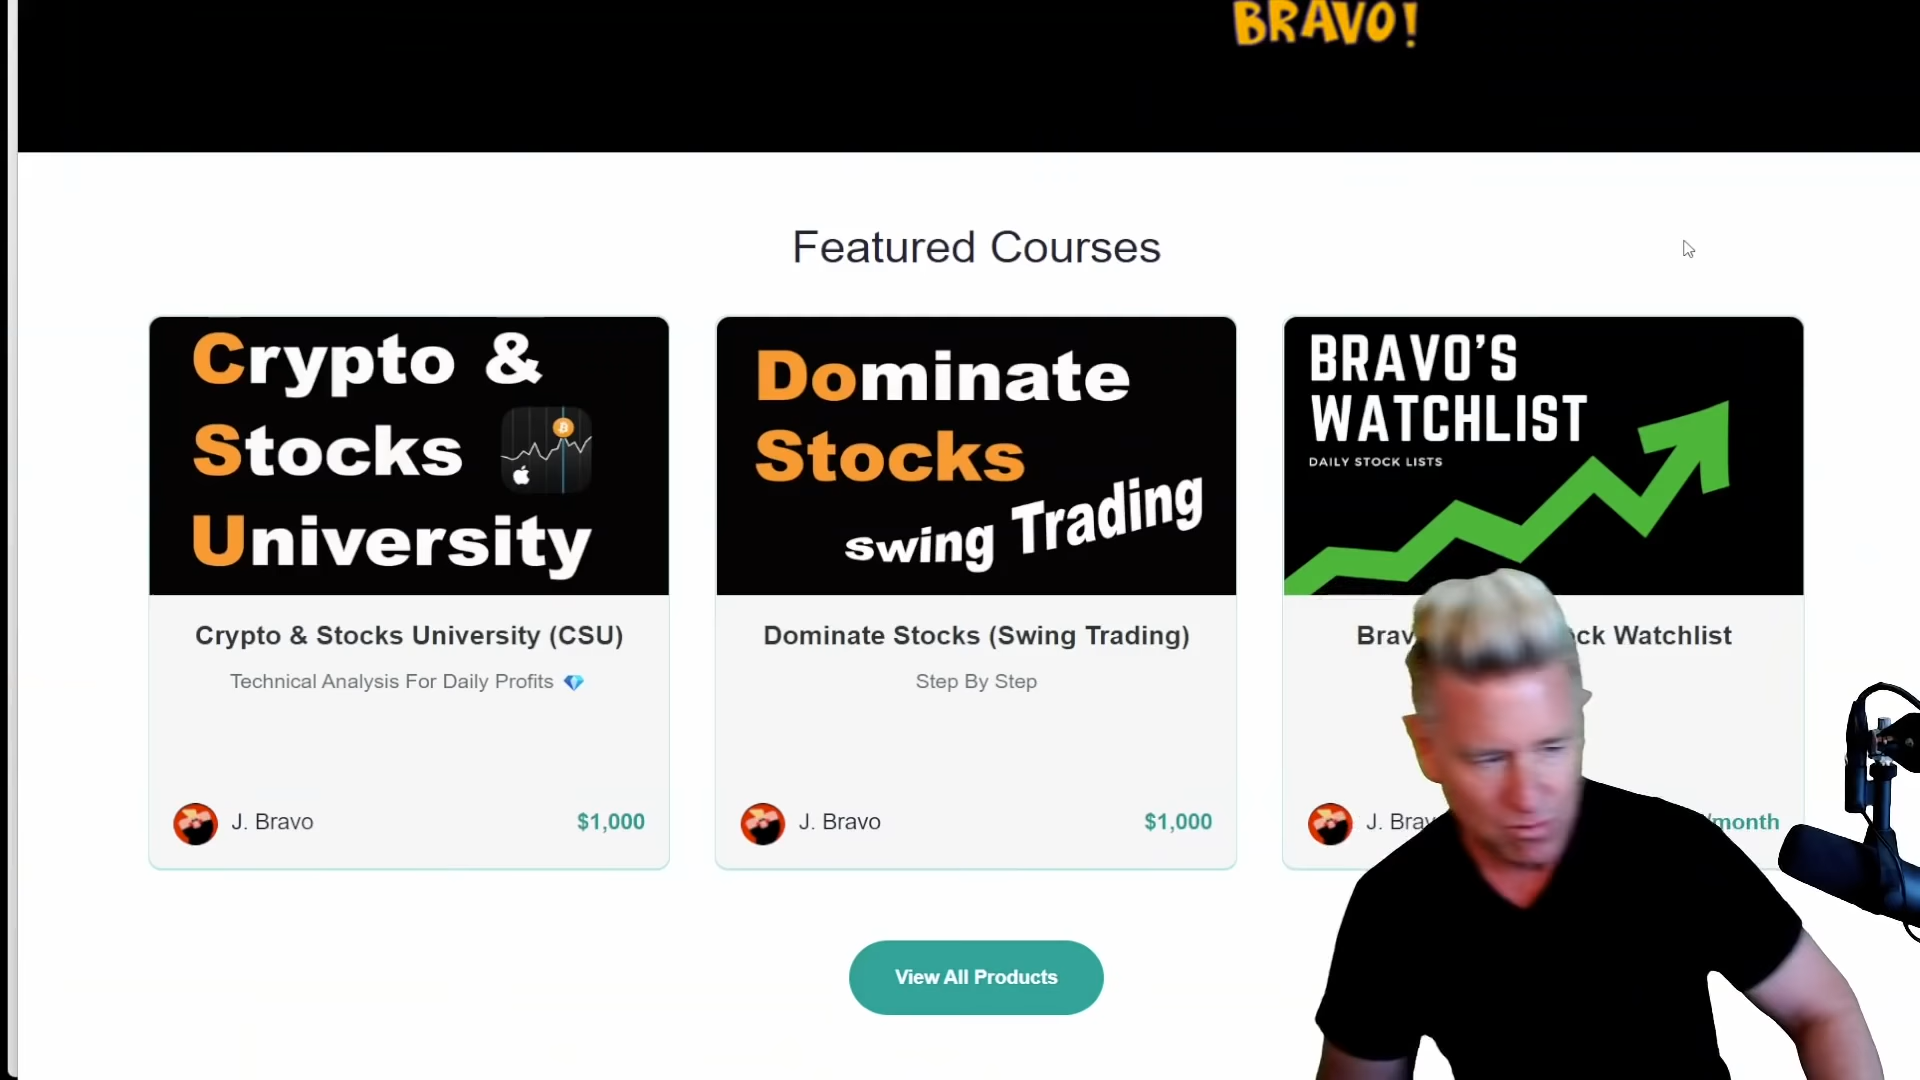 BRAVO!
Featured Courses
Crypto &
Stocks
University
Crypto & Stocks University (CSU)
Technical Analysis For Daily Profits
J. Bravo
$1,000
Dominate
Stocks
swing Trading
Dominate Stocks (Swing Trading)
Step By Step
J. Bravo
$1,000
BRAVO'S
WATCHLIST
DAILY STOCK LISTS
Watchlist
J.
/month
View All Products